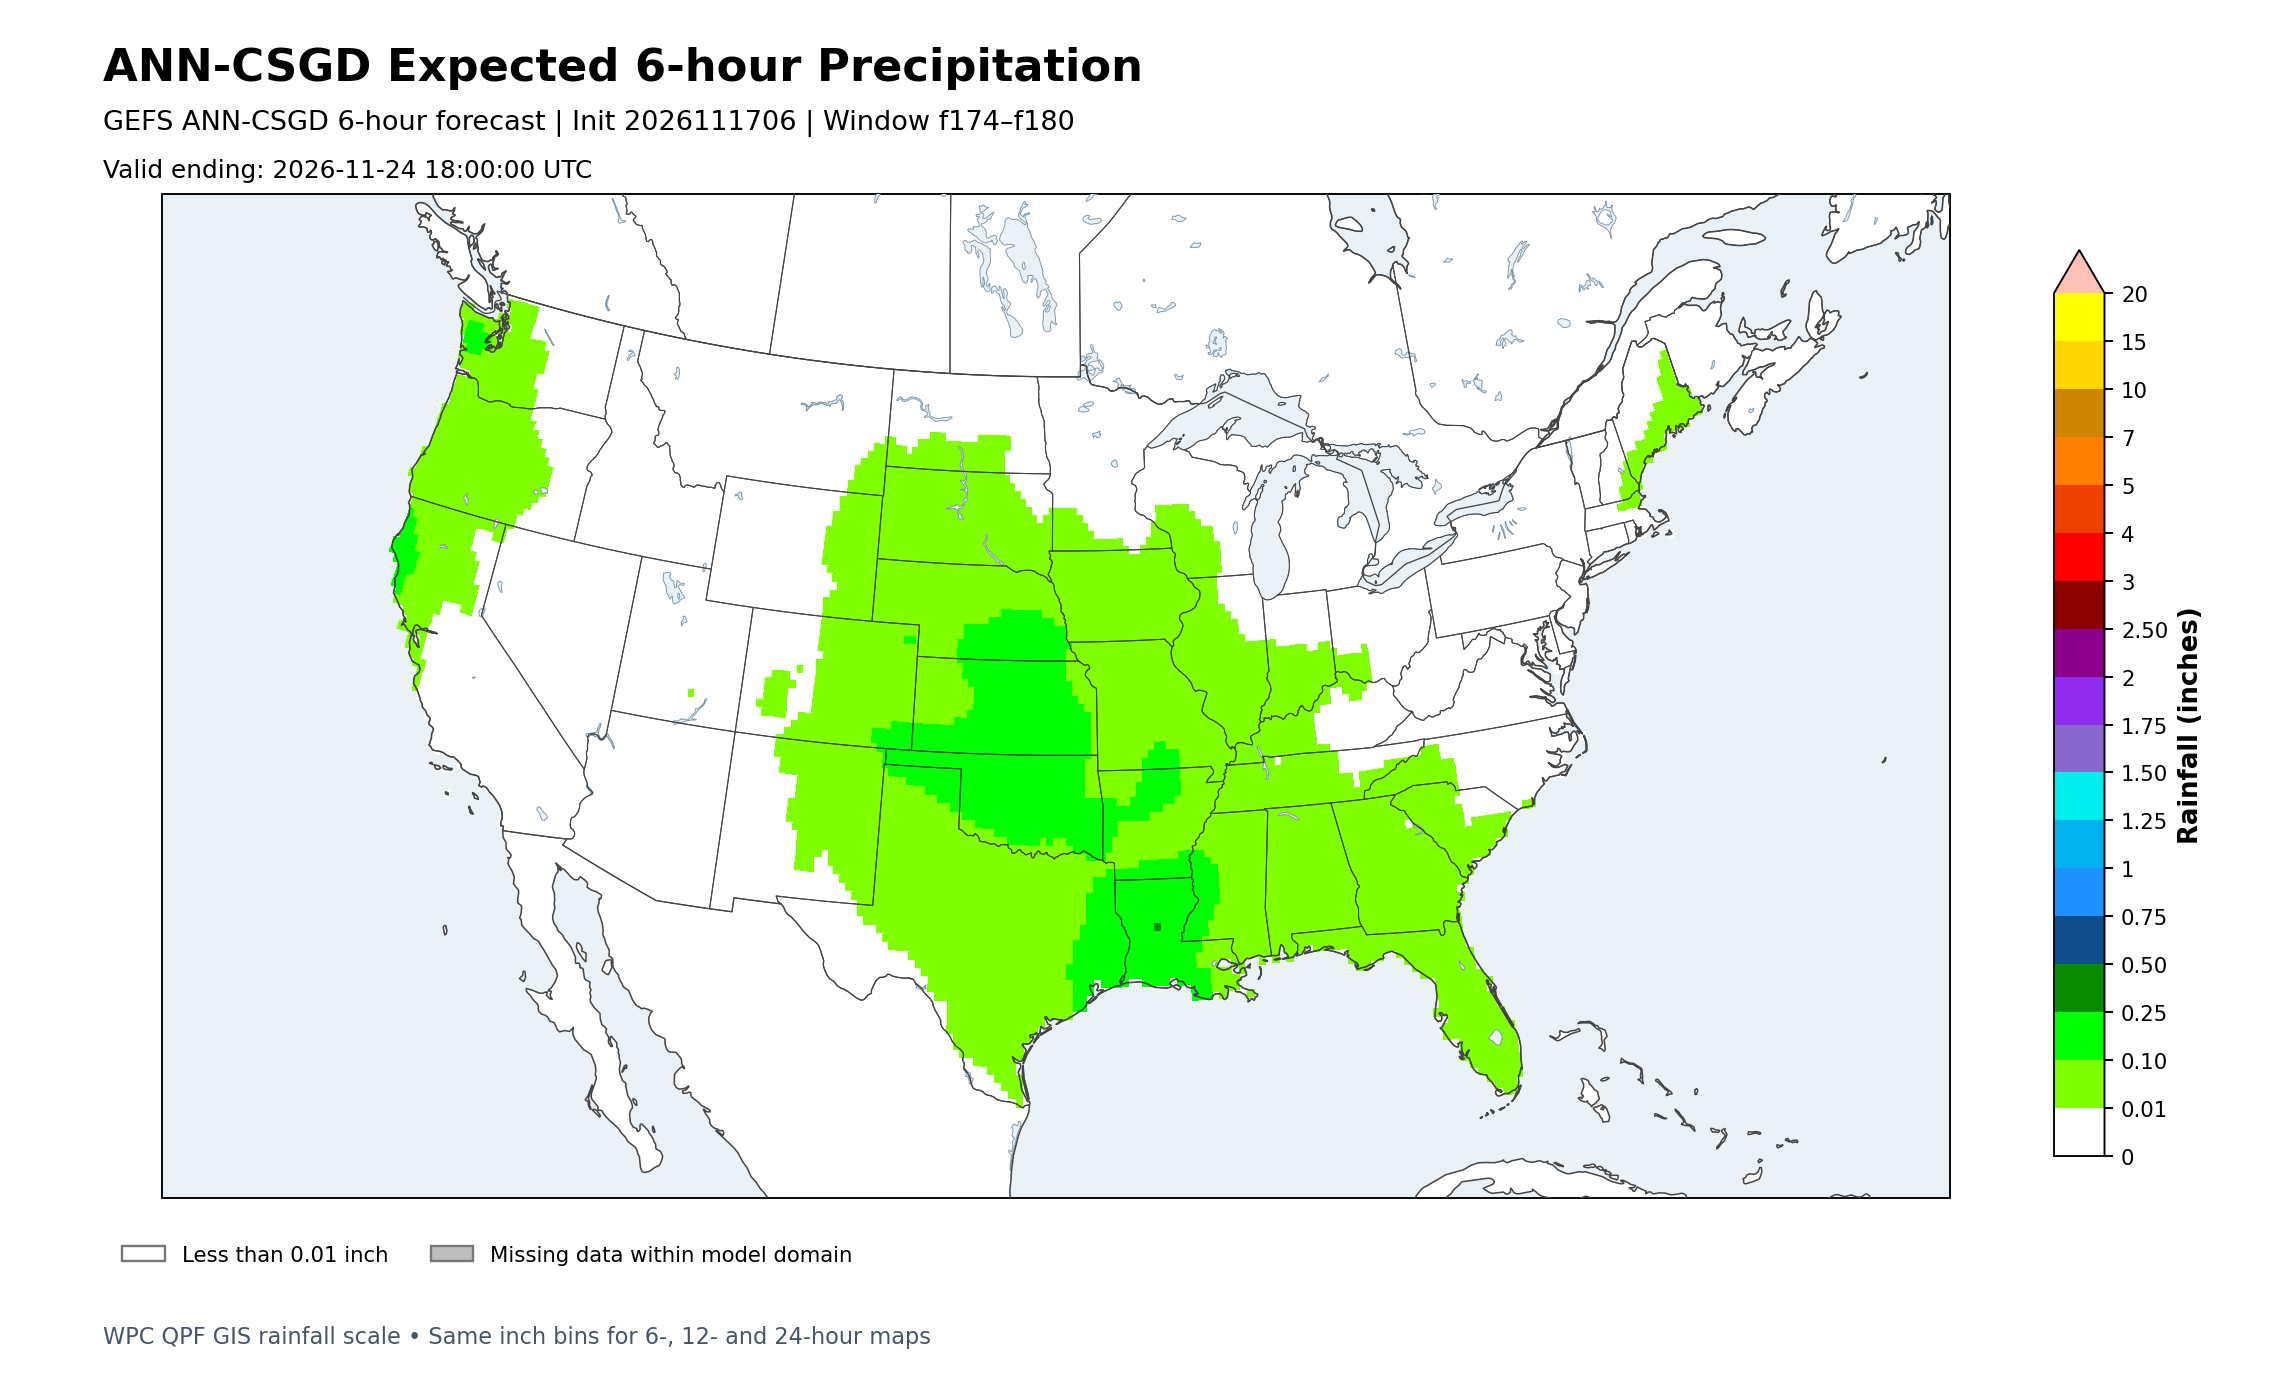 ANN-CSGD Expected 6-hour Precipitation
GEFS ANN-CSGD 6-hour forecast | Init 2026111706 | Window f174–f180
Valid ending: 2026-11-24 18:00:00 UTC
20
15
10
7
5
4
3
2.50
2
1.75
1.50
1.25
1
0.75
0.50
0.25
0.10
0.01
0
Rainfall (inches)
Less than 0.01 inch
Missing data within model domain
WPC QPF GIS rainfall scale • Same inch bins for 6-, 12- and 24-hour maps